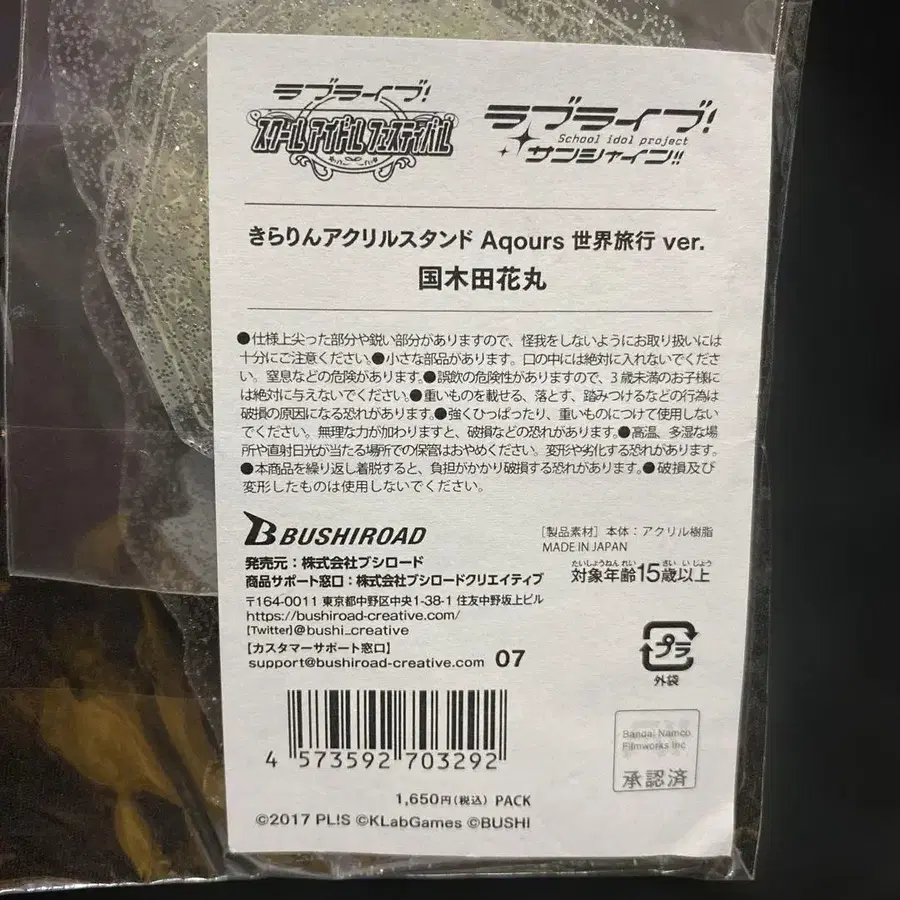 ラブライブ!
スクールアイドルフェスティバル
ラブライブ!
School idol project
サンシャイン!!
きらりんアクリルスタンド Aqours 世界旅行 ver.
国木田花丸
●仕様上尖った部分や鋭い部分がありますので、怪我をしないようにお取り扱いには
十分にご注意ください。●小さな部品があります。口の中には絶対に入れないでくださ
い。窒息などの危険があります。●誤飲の危険性がありますので、3歳未満のお子様に
は絶対に与えないでください。●重いものを載せる、落とす、踏みつけるなどの行為は
破損の原因になる恐れがあります。●強くひっぱったり、重いものにつけて使用しない
でください。無理な力が加わりますと、破損などの恐れがあります。●高温、多湿な場
所や直射日光が当たる場所での保管はおやめください。変形や劣化する恐れがあります。
●本商品を繰り返し着脱すると、負担がかかり破損する恐れがあります。●破損及び
変形したものは使用しないでください。
BUSHIROAD
発売元:株式会社ブシロード
商品サポート窓口:株式会社ブシロードクリエイティブ
〒164-0011 東京都中野区中央1-38-1 住友中野坂上ビル
https://bushiroad-creative.com/
[Twitter]@bushi_creative
【カスタマーサポート窓口】
support@bushiroad-creative.com 07
[製品素材] 本体:アクリル樹脂
MADE IN JAPAN
たいしょうねんれい さい いじょう
対象年齢15歳以上
プラ
外袋
4 573592 703292
Bandai Namco
Filmworks Inc
承認済
1,650円(税込) PACK
©2017 PL!S ©KLabGames ©BUSHI